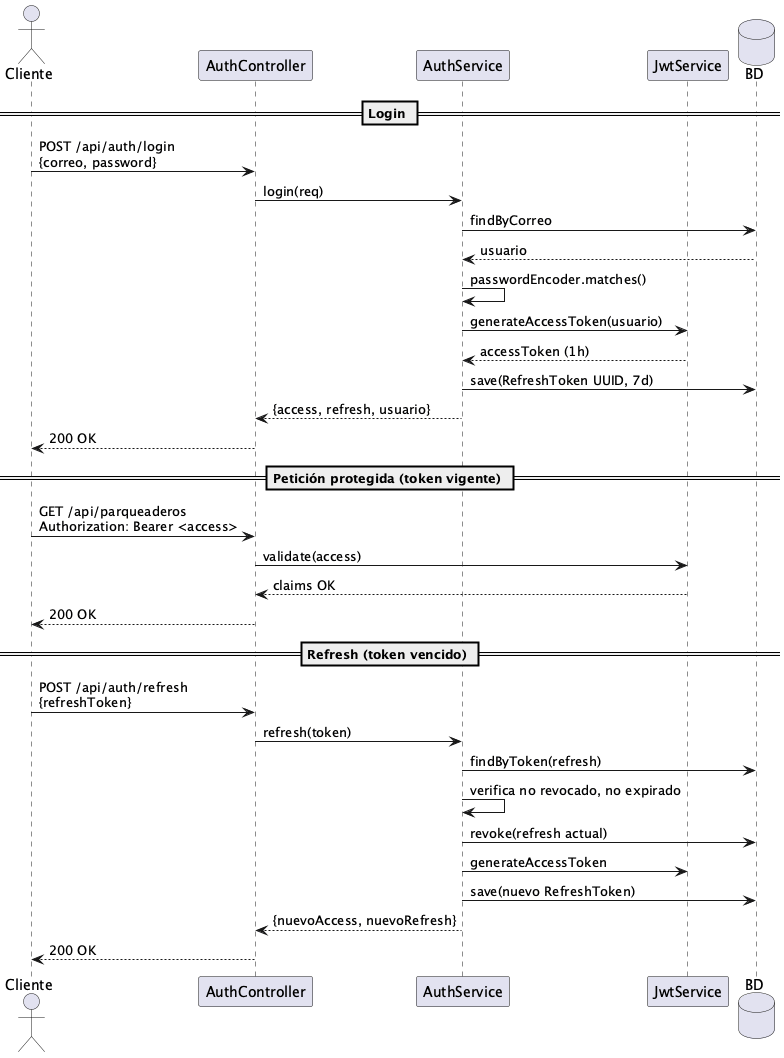 Cliente
AuthController
AuthService
JwtService
BD
Login
POST /api/auth/login
{correo, password}
login(req)
findByCorreo
usuario
passwordEncoder.matches()
generateAccessToken(usuario)
accessToken (1h)
save(RefreshToken UUID, 7d)
{access, refresh, usuario}
200 OK
Petición protegida (token vigente)
GET /api/parqueaderos
Authorization: Bearer <access>
validate(access)
claims OK
200 OK
Refresh (token vencido)
POST /api/auth/refresh
{refreshToken}
refresh(token)
findByToken(refresh)
verifica no revocado, no expirado
revoke(refresh actual)
generateAccessToken
save(nuevo RefreshToken)
{nuevoAccess, nuevoRefresh}
200 OK
Cliente
AuthController
AuthService
JwtService
BD